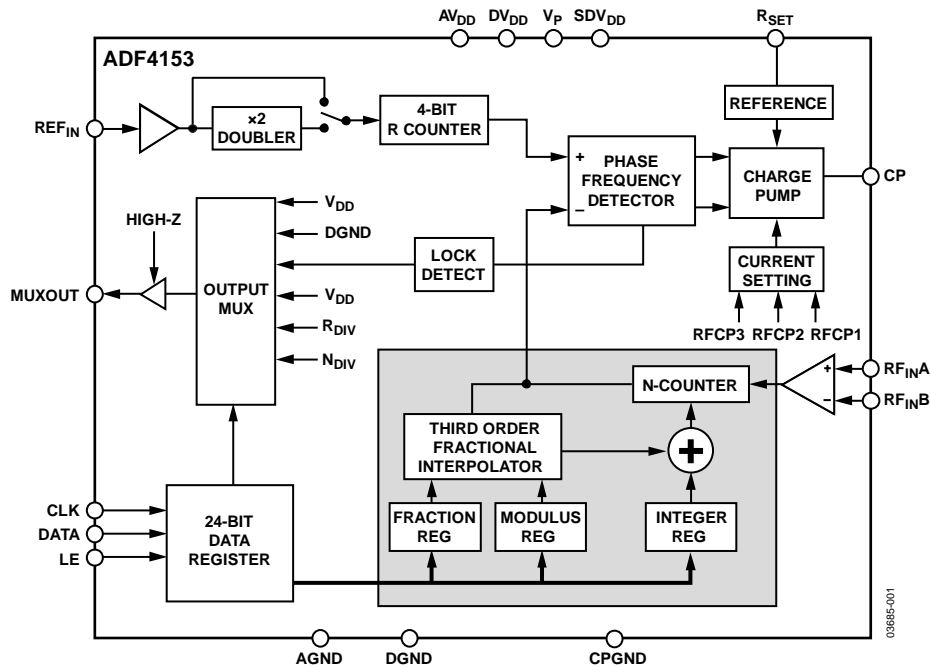 AVDD DVDD VP SDVDD RSET
ADF4153
REFIN
×2
DOUBLER
4-BIT
R COUNTER
REFERENCE
+
−
PHASE
FREQUENCY
DETECTOR
CHARGE
PUMP
CP
HIGH-Z
MUXOUT
OUTPUT
MUX
VDD
DGND
LOCK
DETECT
VDD
RDIV
NDIV
CURRENT
SETTING
RFCP3 RFCP2 RFCP1
N-COUNTER
+
−
RFINA
RFINB
THIRD ORDER
FRACTIONAL
INTERPOLATOR
+
CLK
DATA
LE
24-BIT
DATA
REGISTER
FRACTION
REG
MODULUS
REG
INTEGER
REG
AGND DGND CPGND
03685-001